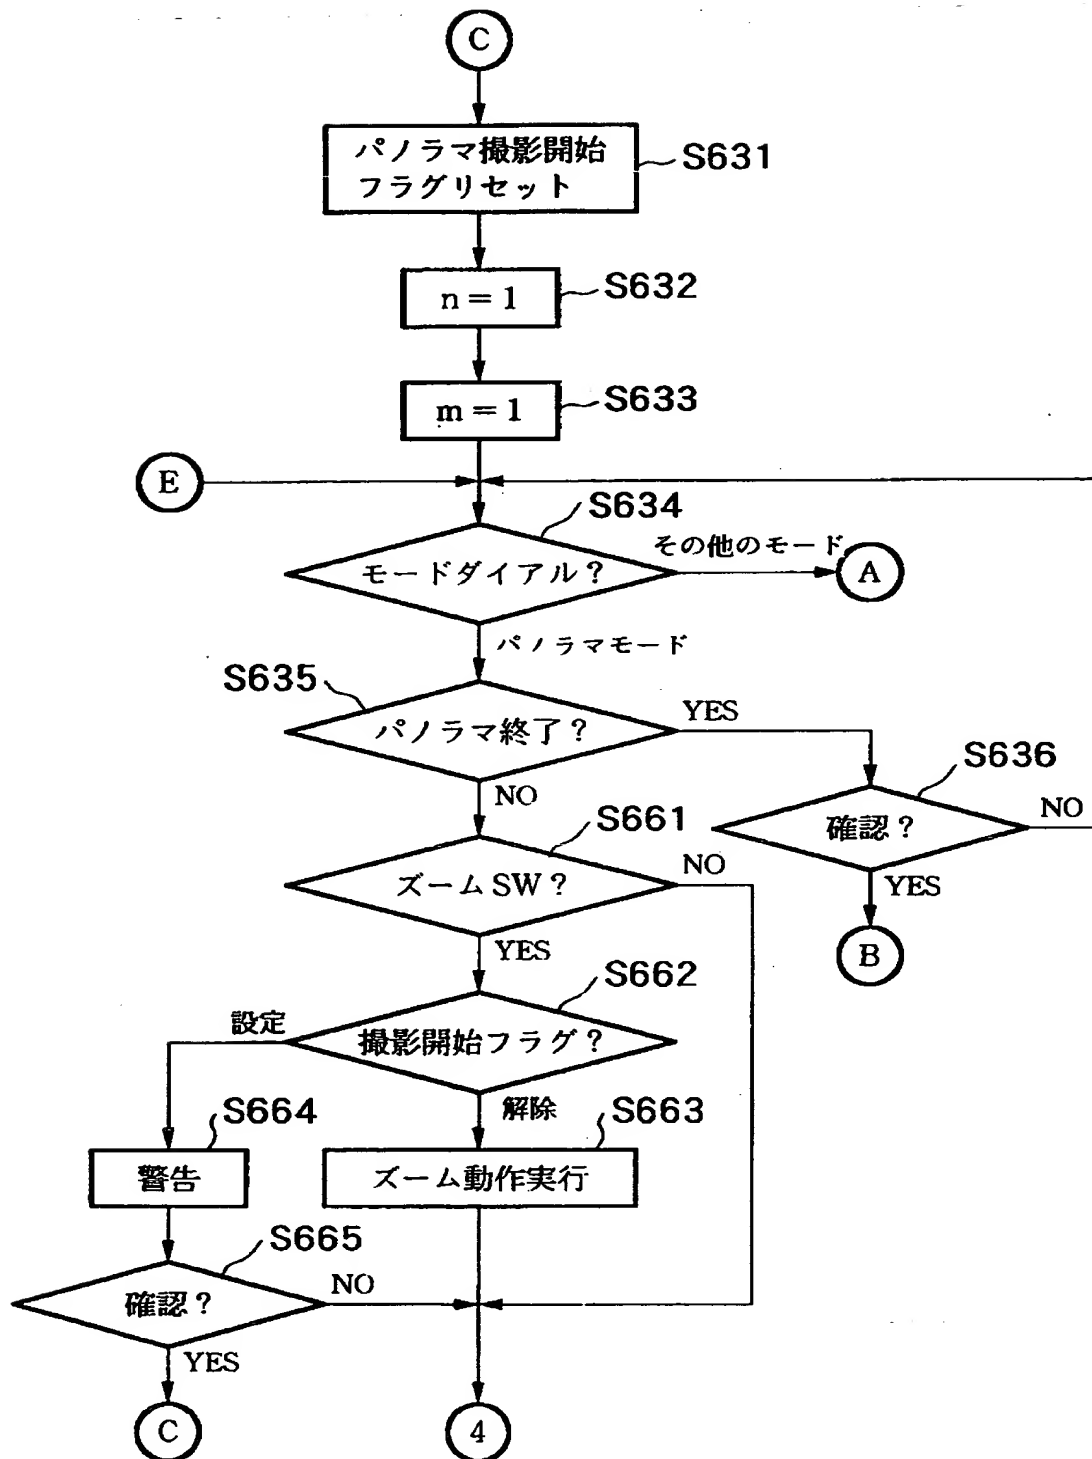 C
パノラマ撮影開始
フラグリセット
S631
n = 1
S632
m = 1
S633
E
S634
モードダイアル?
その他のモード
A
パノラマモード
S635
パノラマ終了?
YES
S636
NO
確認?
NO
S661
ズームSW?
NO
YES
B
YES
S662
設定
撮影開始フラグ?
解除
S663
S664
警告
ズーム動作実行
S665
確認?
NO
YES
C
4